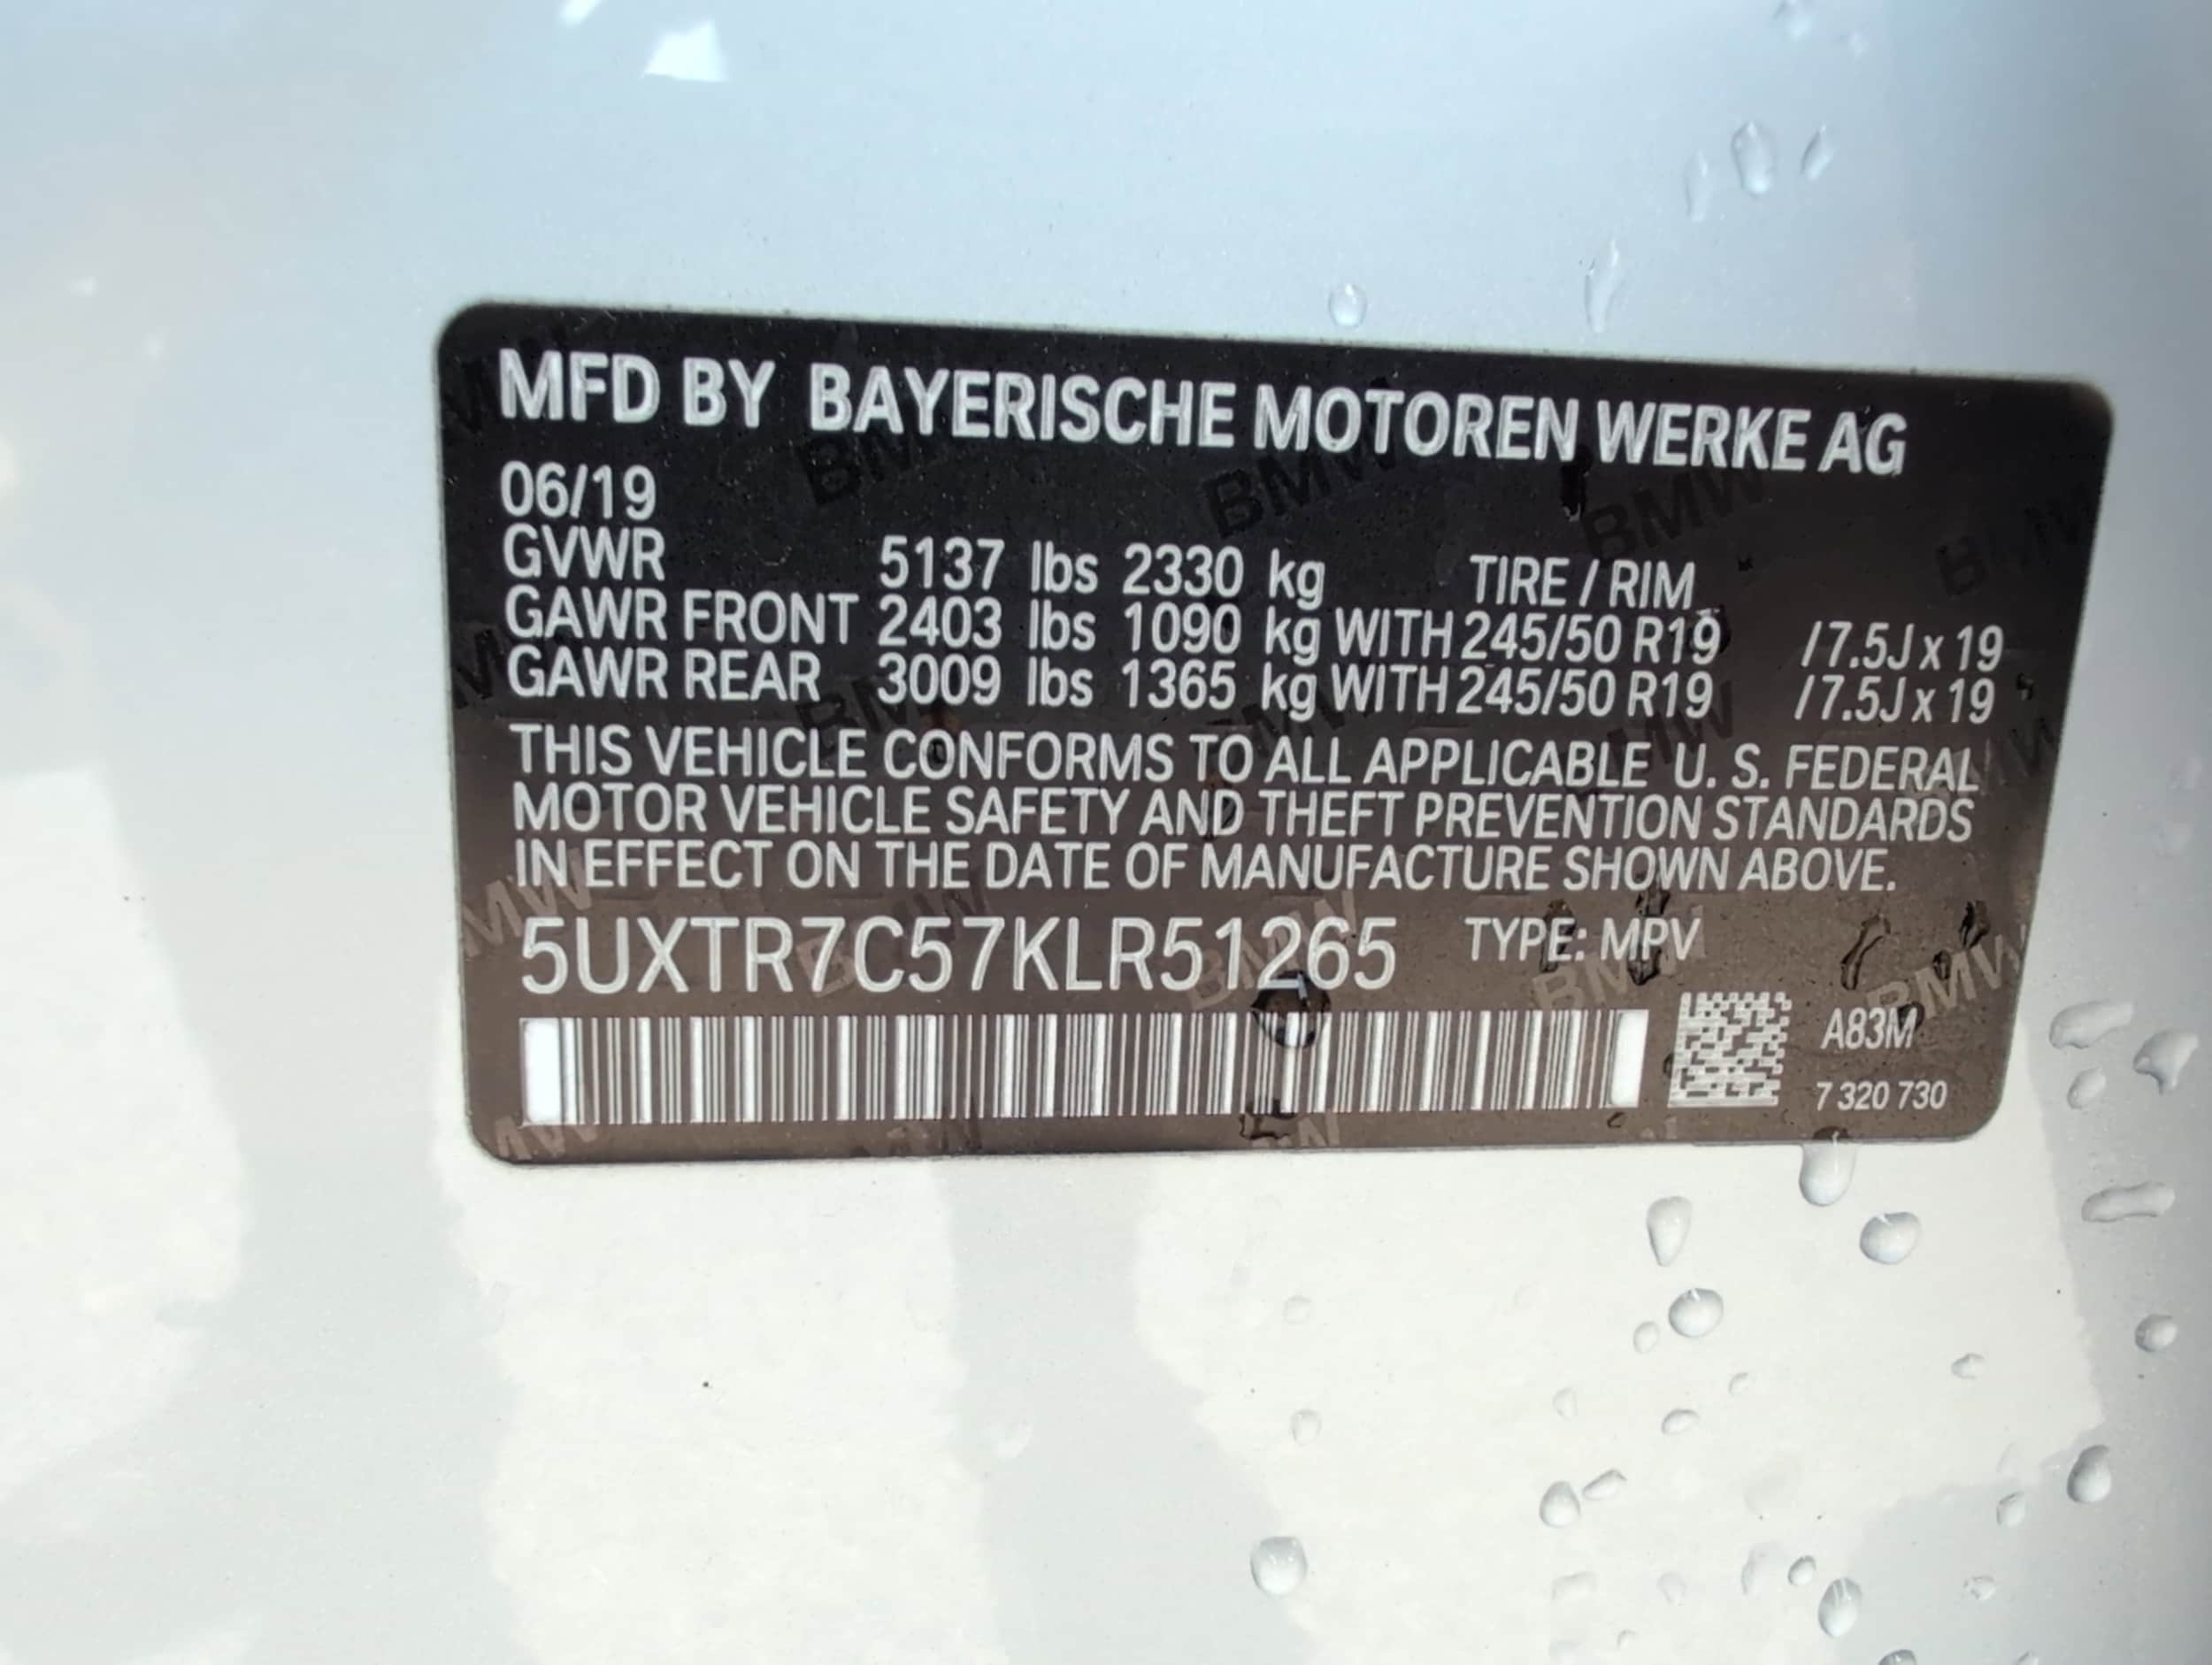 MFD BY BAYERISCHE MOTOREN WERKE AG
06/19
GVWR 5137 lbs 2330 kg TIRE / RIM
GAWR FRONT 2403 lbs 1090 kg WITH 245/50 R19 /7.5J x 19
GAWR REAR 3009 lbs 1365 kg WITH 245/50 R19 /7.5J x 19
THIS VEHICLE CONFORMS TO ALL APPLICABLE U. S. FEDERAL
MOTOR VEHICLE SAFETY AND THEFT PREVENTION STANDARDS
IN EFFECT ON THE DATE OF MANUFACTURE SHOWN ABOVE.
5UXTR7C57KLR51265 TYPE: MPV
A83M
7 320 730